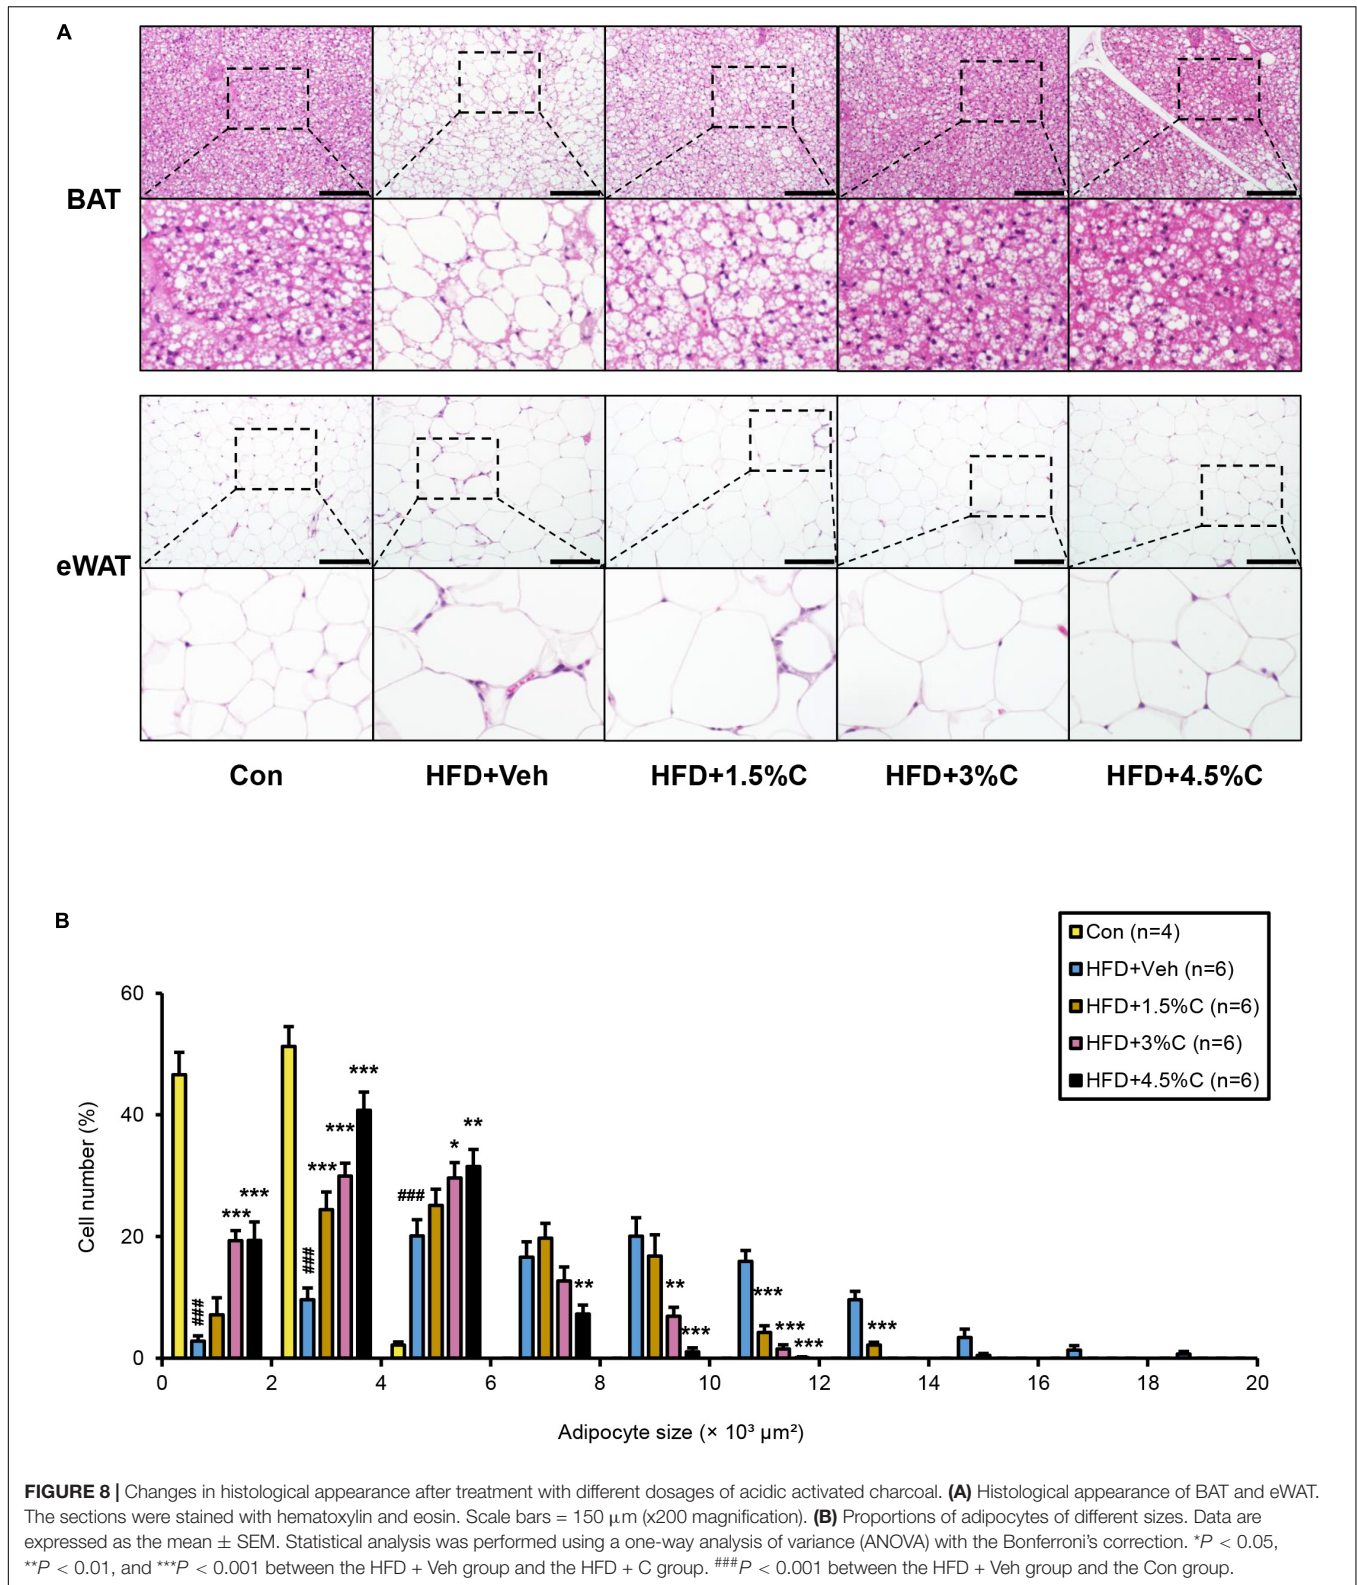 A
BAT
eWAT
Con HFD+Veh HFD+1.5%C HFD+3%C HFD+4.5%C
B
Con (n=4)
HFD+Veh (n=6)
HFD+1.5%C (n=6)
HFD+3%C (n=6)
HFD+4.5%C (n=6)
60
40
20
0
Cell number (%)
### *** ***
### *** *** ***
### * **
**
** ***
*** *** ***
***
0 2 4 6 8 10 12 14 16 18 20
Adipocyte size (× 10³ µm²)
FIGURE 8 | Changes in histological appearance after treatment with different dosages of acidic activated charcoal. (A) Histological appearance of BAT and eWAT.
The sections were stained with hematoxylin and eosin. Scale bars = 150 µm (x200 magnification). (B) Proportions of adipocytes of different sizes. Data are
expressed as the mean ± SEM. Statistical analysis was performed using a one-way analysis of variance (ANOVA) with the Bonferroni's correction. *P < 0.05,
**P < 0.01, and ***P < 0.001 between the HFD + Veh group and the HFD + C group. ###P < 0.001 between the HFD + Veh group and the Con group.